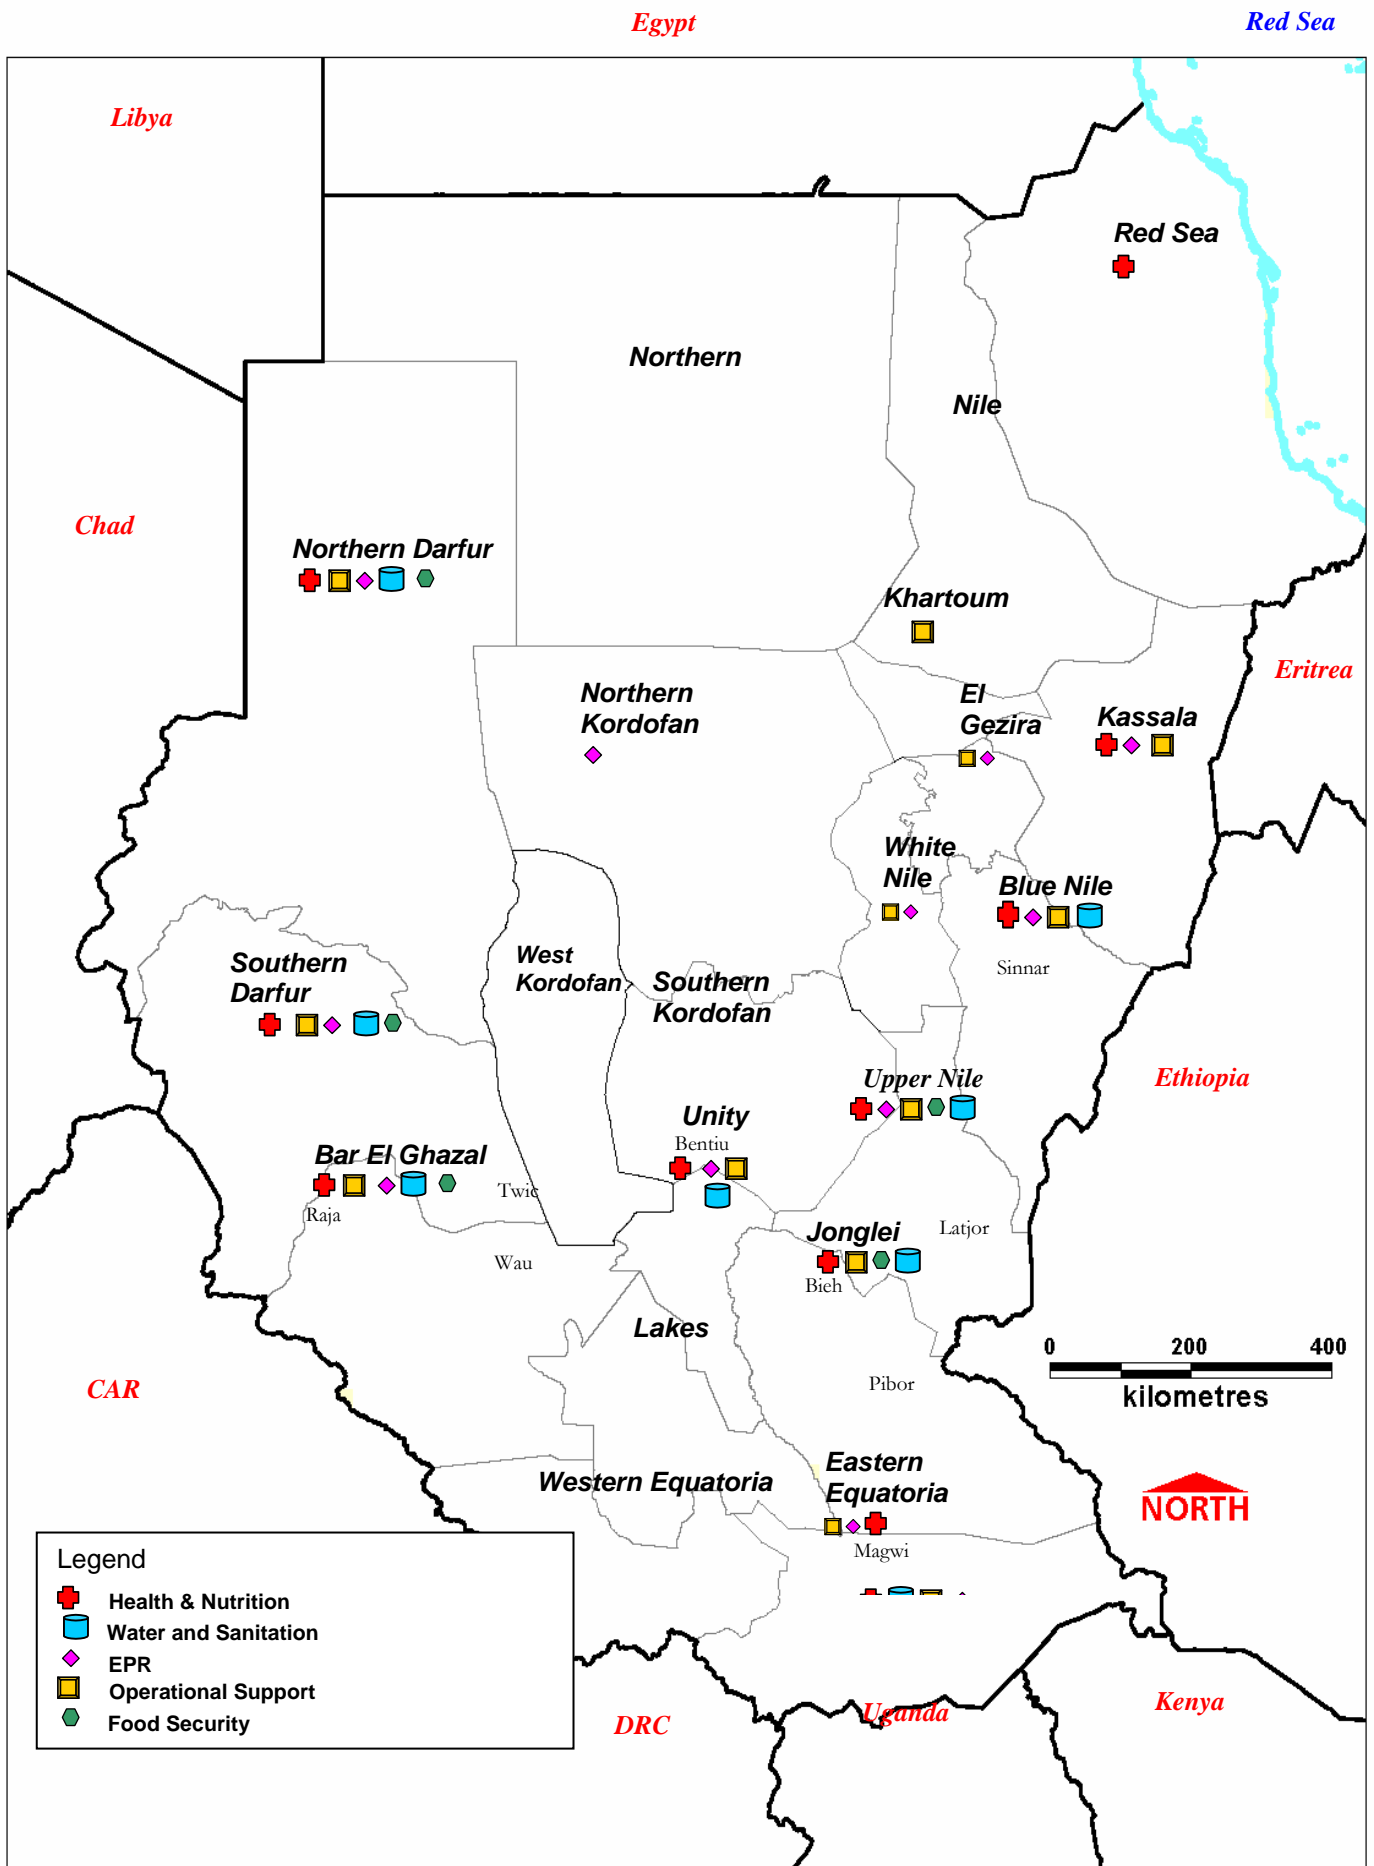 Egypt
Red Sea
Libya
Red Sea
Northern
Nile
Chad
Northern Darfur
Khartoum
Eritrea
Northern
Kordofan
El
Gezira
Kassala
White
Nile
Blue Nile
Sinnar
West
Kordofan
Southern
Darfur
Southern
Kordofan
Upper Nile
Ethiopia
Unity
Bentiu
Bar El Ghazal
Twic
Raja
Jonglei
Latjor
Wau
Bieh
Lakes
0 200 400
kilometres
CAR
Pibor
Eastern
Equatoria
Western Equatoria
NORTH
Magwi
Legend
Health & Nutrition
Water and Sanitation
EPR
Operational Support
Food Security
DRC
Uganda
Kenya